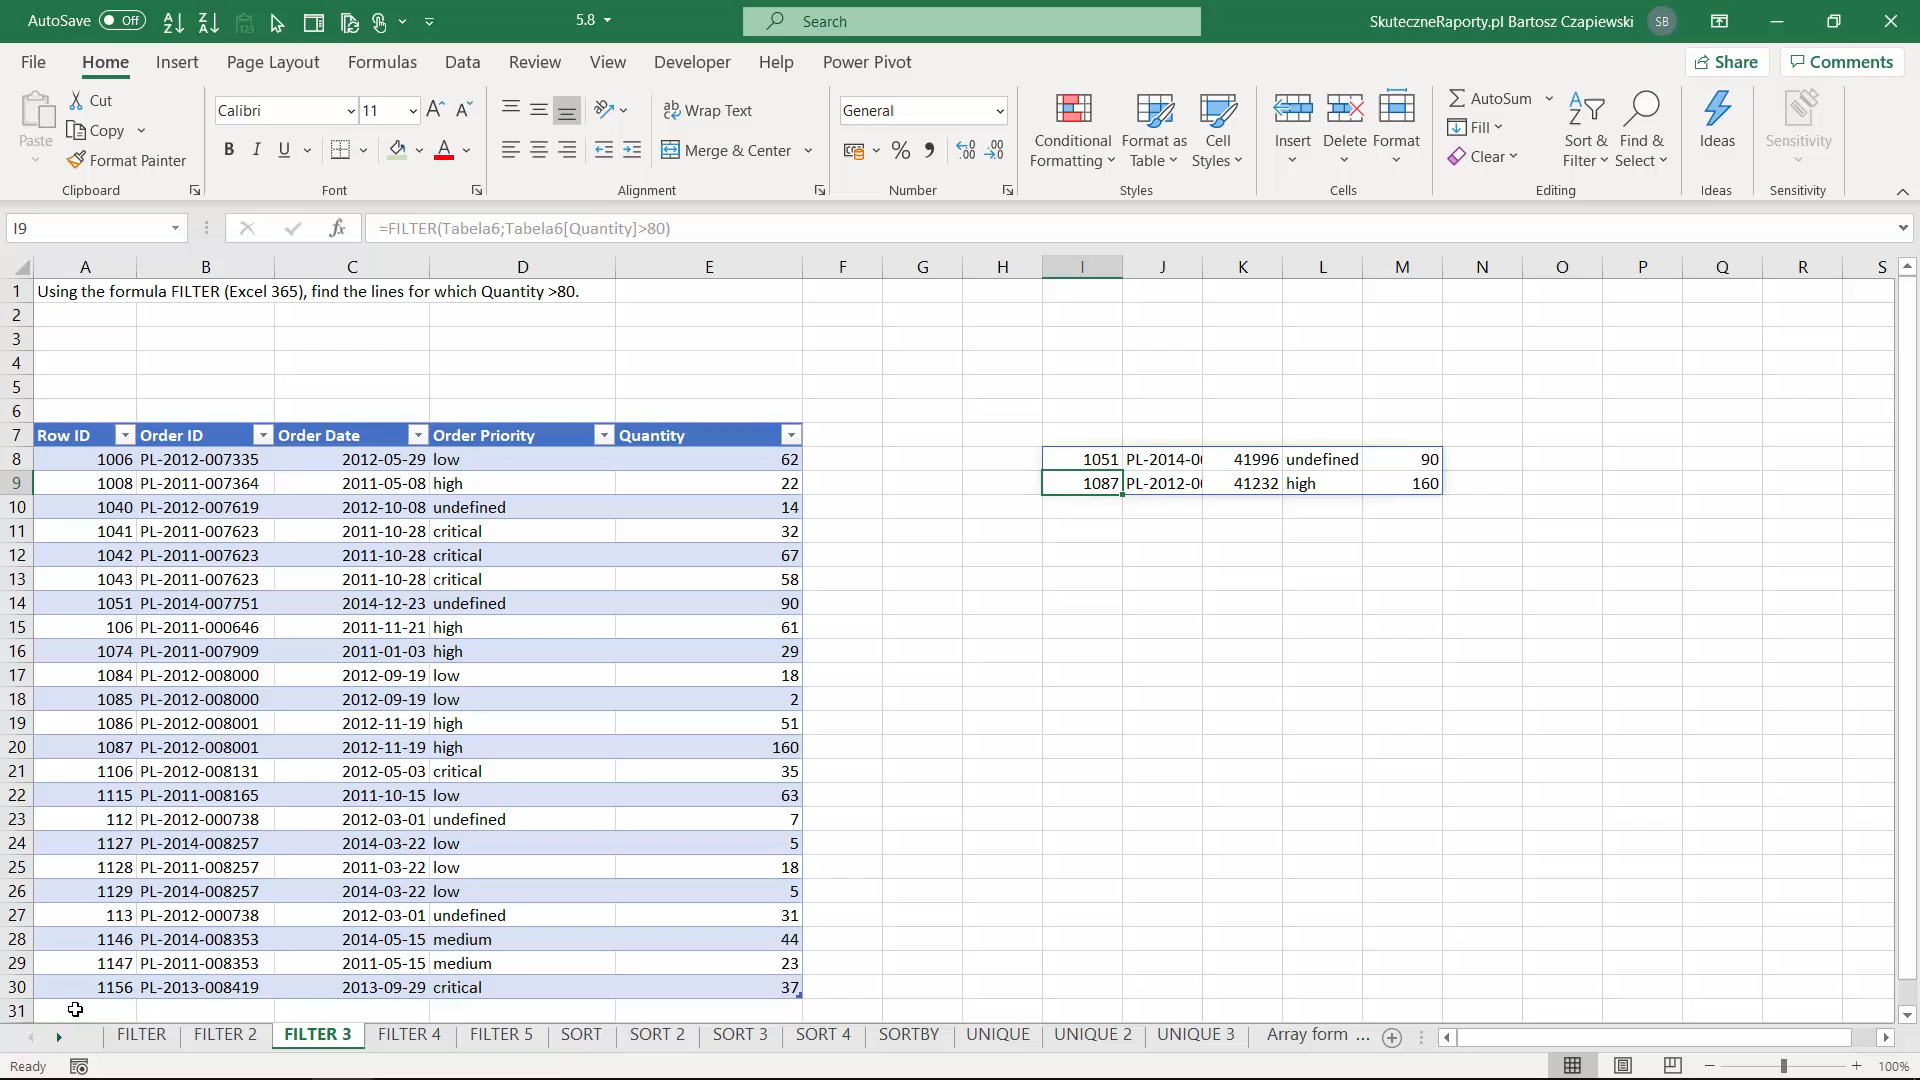 AutoSave Off 5.8 Search SkuteczneRaporty.pl Bartosz Czapiewski SB
File Home Insert Page Layout Formulas Data Review View Developer Help Power Pivot Share Comments
Paste Cut Copy Format Painter Clipboard
Calibri 11 B I U A Font
Wrap Text Merge & Center Alignment
General % Number
Conditional Formatting Format as Table Cell Styles Styles
Insert Delete Format Cells
AutoSum Fill Clear Sort & Filter Find & Select Editing
Ideas Ideas
Sensitivity Sensitivity
I9 fx =FILTER(Tabela6;Tabela6[Quantity]>80)
A B C D E F G H I J K L M N O P Q R S
1 Using the formula FILTER (Excel 365), find the lines for which Quantity >80.
2
3
4
5
6
7 Row ID Order ID Order Date Order Priority Quantity
8 1006 PL-2012-007335 2012-05-29 low 62 1051 PL-2014-00 41996 undefined 90
9 1008 PL-2011-007364 2011-05-08 high 22 1087 PL-2012-00 41232 high 160
10 1040 PL-2012-007619 2012-10-08 undefined 14
11 1041 PL-2011-007623 2011-10-28 critical 32
12 1042 PL-2011-007623 2011-10-28 critical 67
13 1043 PL-2011-007623 2011-10-28 critical 58
14 1051 PL-2014-007751 2014-12-23 undefined 90
15 106 PL-2011-000646 2011-11-21 high 61
16 1074 PL-2011-007909 2011-01-03 high 29
17 1084 PL-2012-008000 2012-09-19 low 18
18 1085 PL-2012-008000 2012-09-19 low 2
19 1086 PL-2012-008001 2012-11-19 high 51
20 1087 PL-2012-008001 2012-11-19 high 160
21 1106 PL-2012-008131 2012-05-03 critical 35
22 1115 PL-2011-008165 2011-10-15 low 63
23 112 PL-2012-000738 2012-03-01 undefined 7
24 1127 PL-2014-008257 2014-03-22 low 5
25 1128 PL-2011-008257 2011-03-22 low 18
26 1129 PL-2014-008257 2014-03-22 low 5
27 113 PL-2012-000738 2012-03-01 undefined 31
28 1146 PL-2014-008353 2014-05-15 medium 44
29 1147 PL-2011-008353 2011-05-15 medium 23
30 1156 PL-2013-008419 2013-09-29 critical 37
31
FILTER FILTER 2 FILTER 3 FILTER 4 FILTER 5 SORT SORT 2 SORT 3 SORT 4 SORTBY UNIQUE UNIQUE 2 UNIQUE 3 Array form ...
Ready 100%